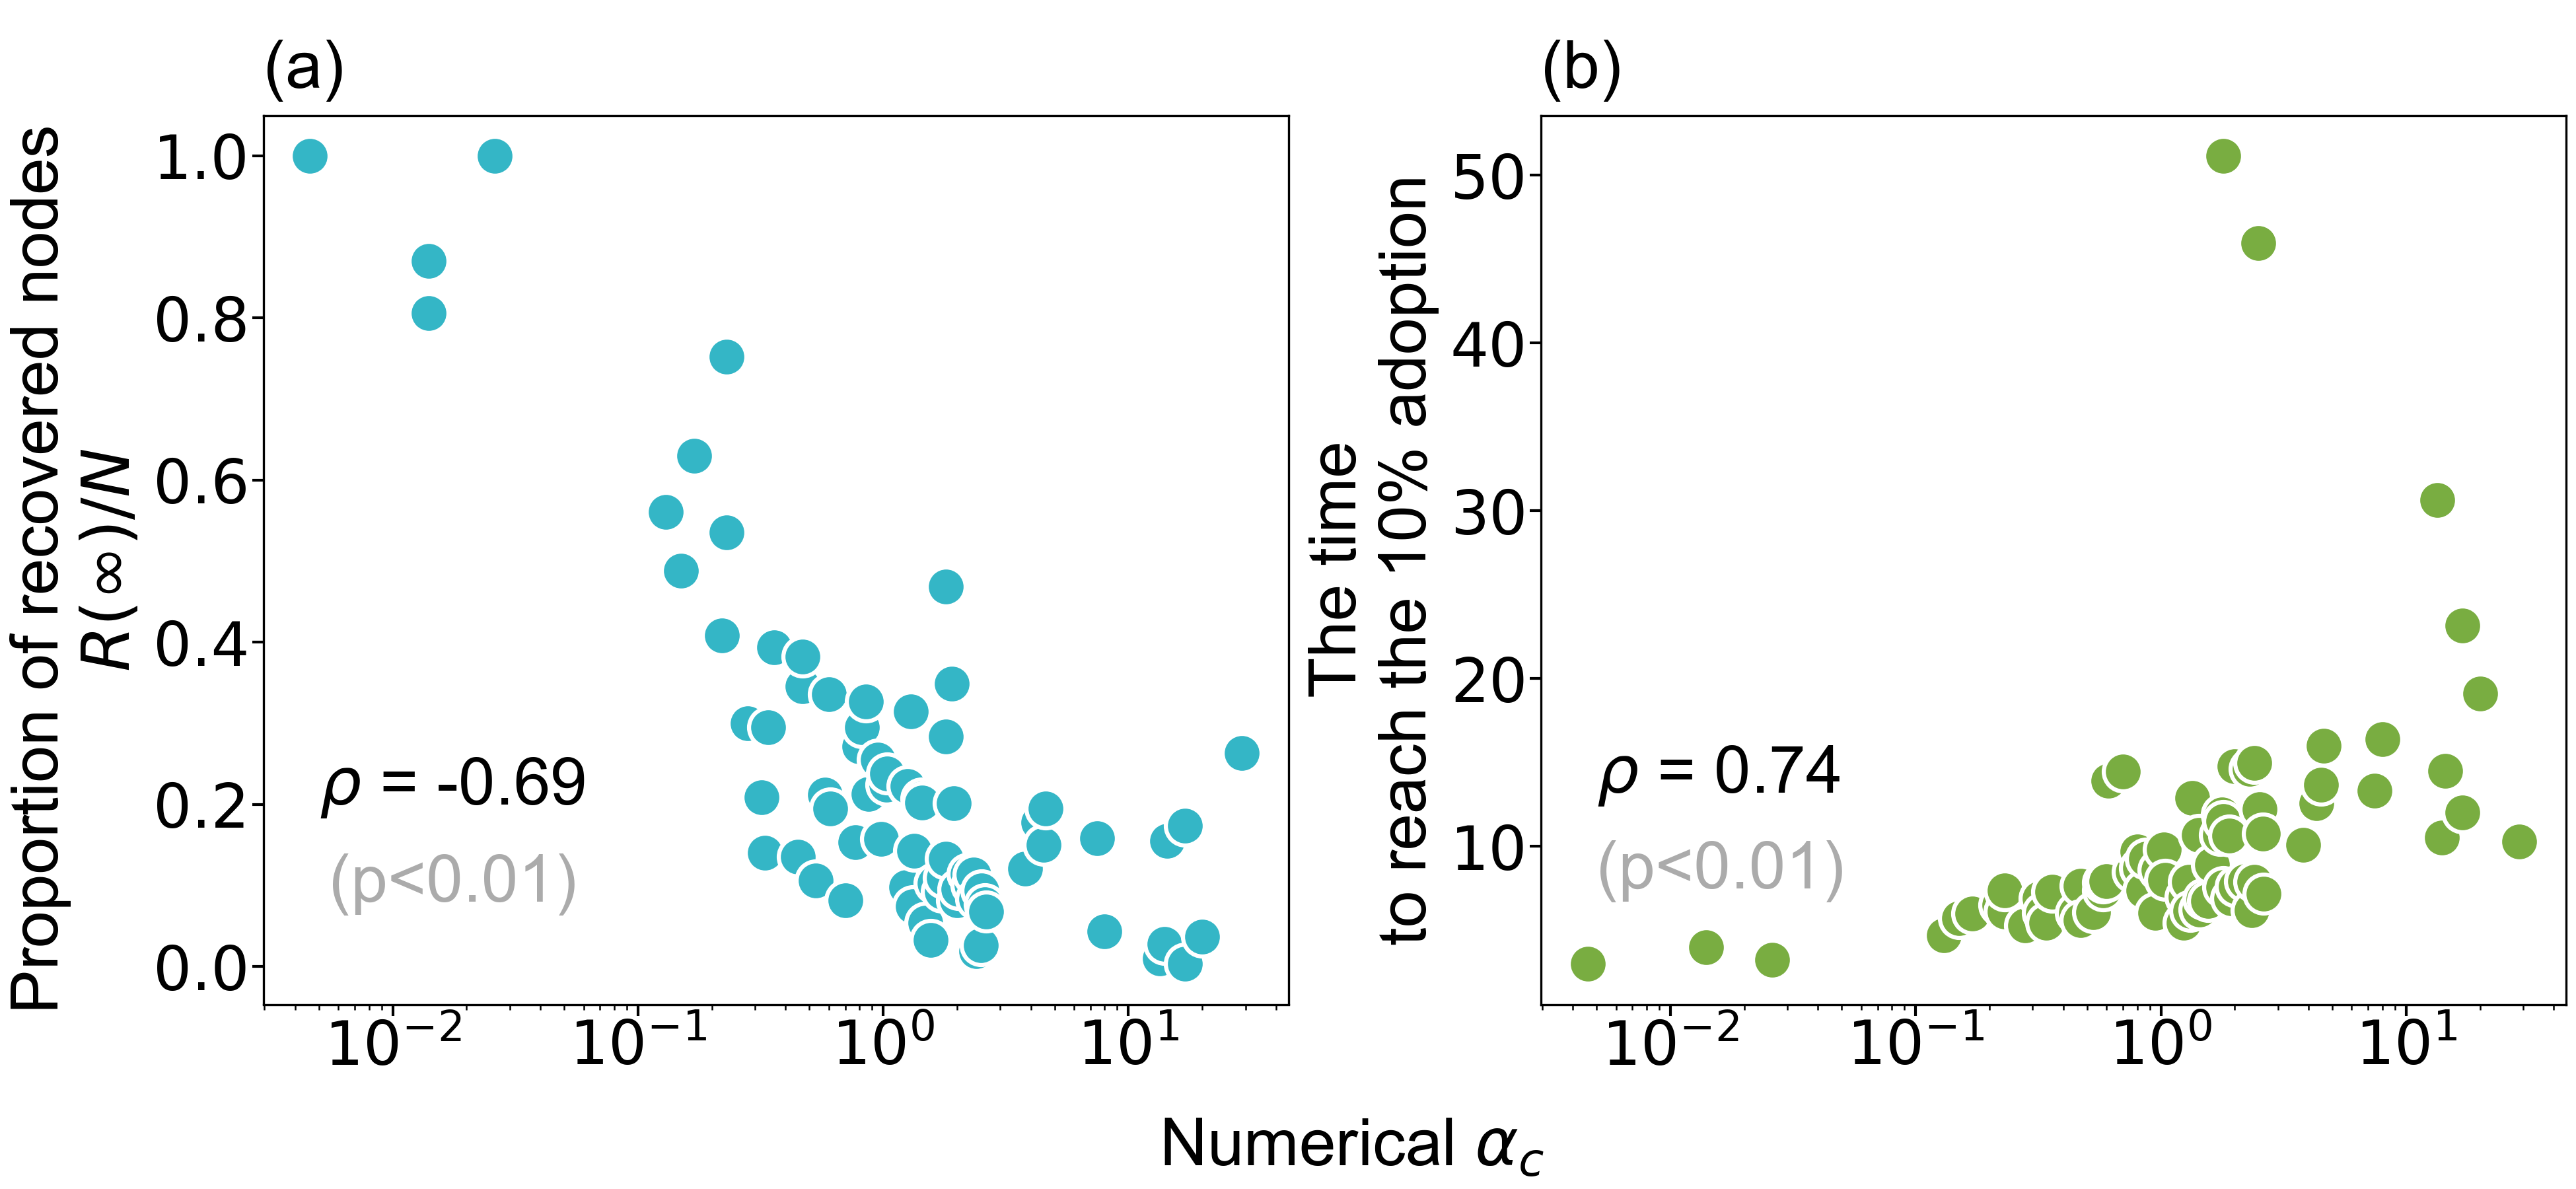 (a)
Proportion of recovered nodes
R(∞)/N
1.0
0.8
0.6
0.4
0.2
0.0
ρ = -0.69
(p<0.01)
10⁻² 10⁻¹ 10⁰ 10¹
(b)
The time
to reach the 10% adoption
50
40
30
20
10
ρ = 0.74
(p<0.01)
10⁻² 10⁻¹ 10⁰ 10¹
Numerical α_c